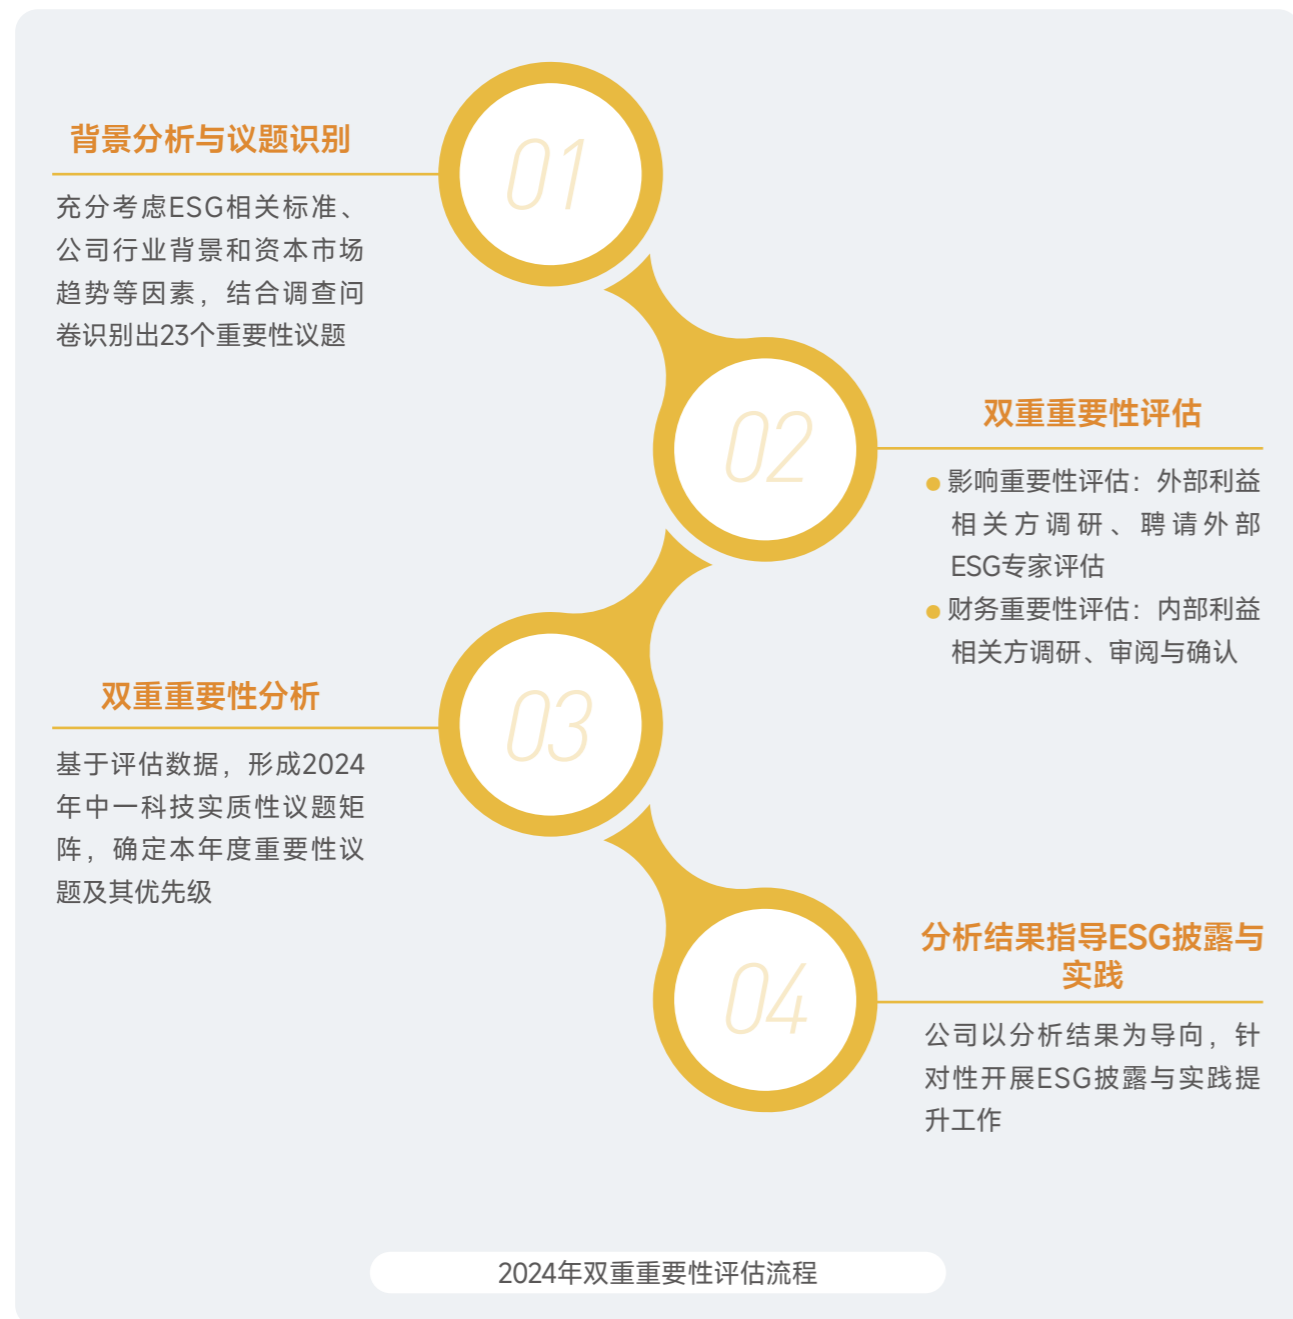 01
背景分析与议题识别
充分考虑ESG相关标准、
公司行业背景和资本市场
趋势等因素，结合调查问
卷识别出23个重要性议题
02
双重重要性评估
影响重要性评估：外部利益
相关方调研、聘请外部
ESG专家评估
财务重要性评估：内部利益
相关方调研、审阅与确认
03
双重重要性分析
基于评估数据，形成2024
年中一科技实质性议题矩
阵，确定本年度重要性议
题及其优先级
04
分析结果指导ESG披露与
实践
公司以分析结果为导向，针
对性开展ESG披露与实践提
升工作
2024年双重重要性评估流程